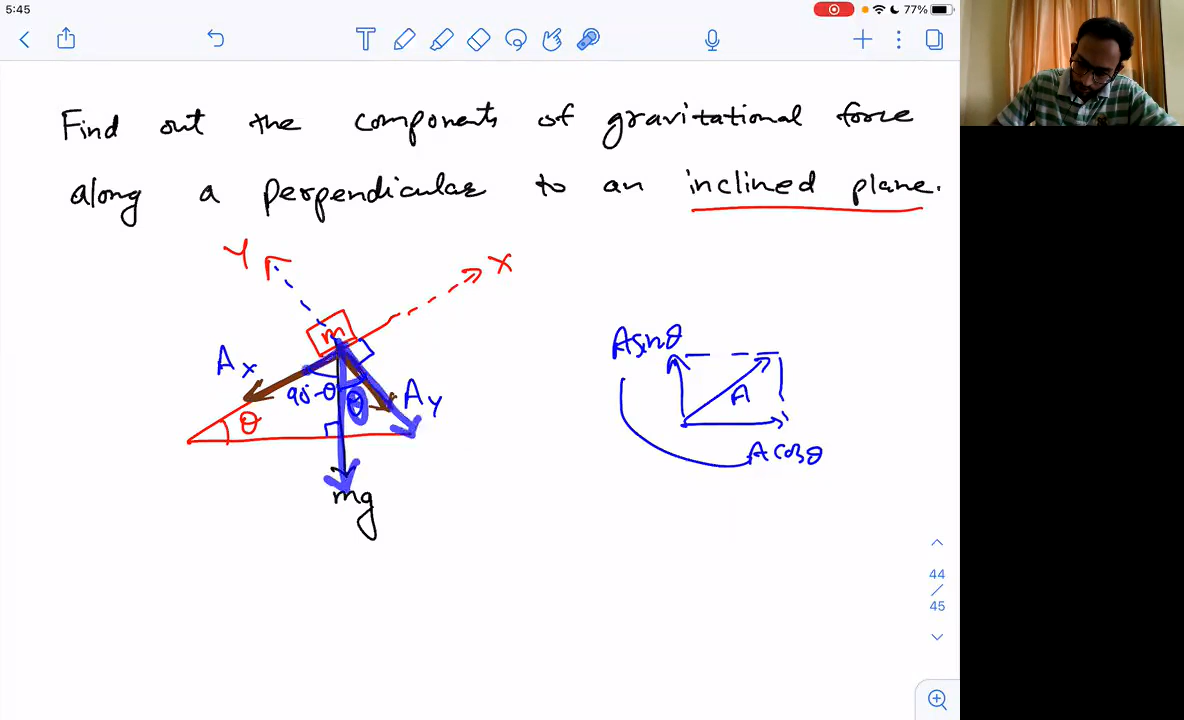 5:45
77%
Find out the components of gravitational force
along a perpendicular to an inclined plane.
Y
X
m
Ax
90-θ
θ
θ
Ay
mg
Asinθ
A
Acosθ
44
/
45